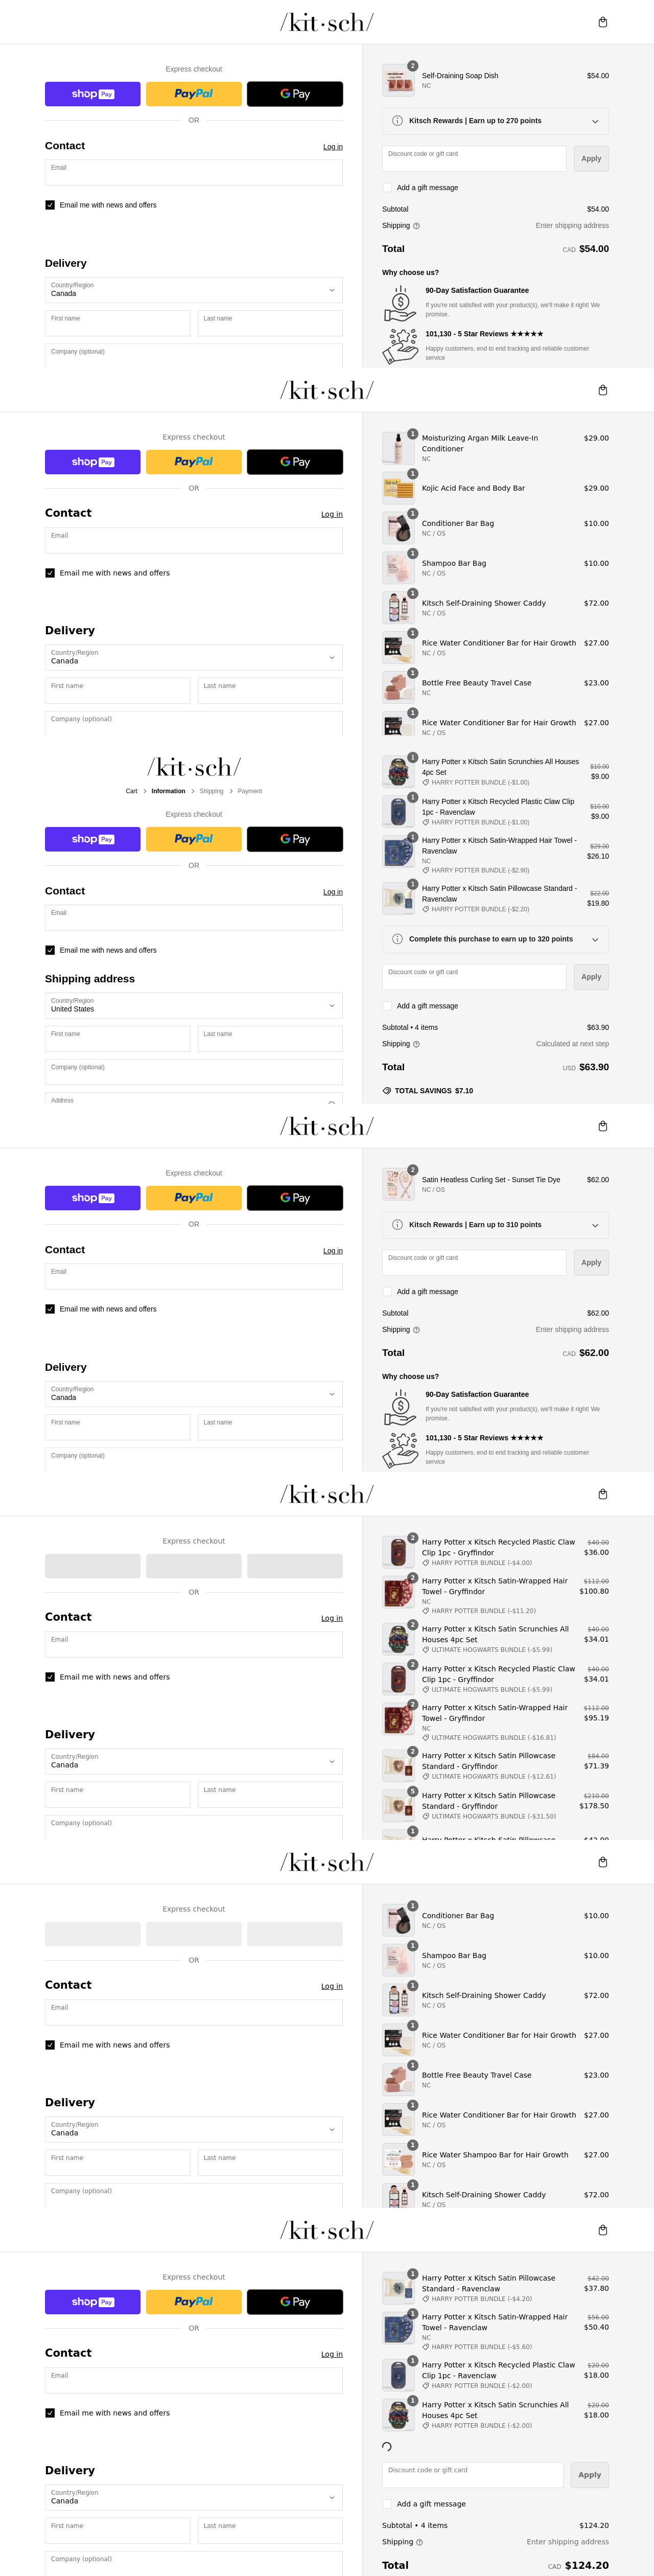 /kit·sch/
Express checkout
shop Pay
PayPal
G Pay
OR
Contact
Log in
Email
Email me with news and offers
Delivery
Country/Region
Canada
First name
Last name
Company (optional)
2
Self-Draining Soap Dish
$54.00
NC
Kitsch Rewards | Earn up to 270 points
Discount code or gift card
Apply
Add a gift message
Subtotal
$54.00
Shipping
Enter shipping address
Total
CAD $54.00
Why choose us?
90-Day Satisfaction Guarantee
If you're not satisfied with your product(s), we'll make it right! We
promise.
101,130 - 5 Star Reviews ★★★★★
Happy customers, end to end tracking and reliable customer
service
/kit·sch/
Express checkout
shop Pay
PayPal
G Pay
OR
Contact
Log in
Email
Email me with news and offers
Delivery
Country/Region
Canada
First name
Last name
Company (optional)
1
Moisturizing Argan Milk Leave-In
Conditioner
$29.00
NC
1
Kojic Acid Face and Body Bar
$29.00
1
Conditioner Bar Bag
$10.00
NC / OS
1
Shampoo Bar Bag
$10.00
NC / OS
1
Kitsch Self-Draining Shower Caddy
$72.00
NC / OS
1
Rice Water Conditioner Bar for Hair Growth
$27.00
NC / OS
1
Bottle Free Beauty Travel Case
$23.00
NC
1
Rice Water Conditioner Bar for Hair Growth
$27.00
NC / OS
/kit·sch/
Cart > Information > Shipping > Payment
Express checkout
shop Pay
PayPal
G Pay
OR
Contact
Log in
Email
Email me with news and offers
Shipping address
Country/Region
United States
First name
Last name
Company (optional)
Address
1
Harry Potter x Kitsch Satin Scrunchies All Houses
4pc Set
$10.00
$9.00
HARRY POTTER BUNDLE (-$1.00)
1
Harry Potter x Kitsch Recycled Plastic Claw Clip
1pc - Ravenclaw
$10.00
$9.00
HARRY POTTER BUNDLE (-$1.00)
1
Harry Potter x Kitsch Satin-Wrapped Hair Towel -
Ravenclaw
$29.00
$26.10
NC
HARRY POTTER BUNDLE (-$2.90)
1
Harry Potter x Kitsch Satin Pillowcase Standard -
Ravenclaw
$22.00
$19.80
HARRY POTTER BUNDLE (-$2.20)
Complete this purchase to earn up to 320 points
Discount code or gift card
Apply
Add a gift message
Subtotal • 4 items
$63.90
Shipping
Calculated at next step
Total
USD $63.90
TOTAL SAVINGS $7.10
/kit·sch/
Express checkout
shop Pay
PayPal
G Pay
OR
Contact
Log in
Email
Email me with news and offers
Delivery
Country/Region
Canada
First name
Last name
Company (optional)
2
Satin Heatless Curling Set - Sunset Tie Dye
$62.00
NC / OS
Kitsch Rewards | Earn up to 310 points
Discount code or gift card
Apply
Add a gift message
Subtotal
$62.00
Shipping
Enter shipping address
Total
CAD $62.00
Why choose us?
90-Day Satisfaction Guarantee
If you're not satisfied with your product(s), we'll make it right! We
promise.
101,130 - 5 Star Reviews ★★★★★
Happy customers, end to end tracking and reliable customer
service
/kit·sch/
Express checkout
OR
Contact
Log in
Email
Email me with news and offers
Delivery
Country/Region
Canada
First name
Last name
Company (optional)
2
Harry Potter x Kitsch Recycled Plastic Claw
Clip 1pc - Gryffindor
$40.00
$36.00
HARRY POTTER BUNDLE (-$4.00)
2
Harry Potter x Kitsch Satin-Wrapped Hair
Towel - Gryffindor
$112.00
$100.80
NC
HARRY POTTER BUNDLE (-$11.20)
2
Harry Potter x Kitsch Satin Scrunchies All
Houses 4pc Set
$40.00
$34.01
ULTIMATE HOGWARTS BUNDLE (-$5.99)
2
Harry Potter x Kitsch Recycled Plastic Claw
Clip 1pc - Gryffindor
$40.00
$34.01
ULTIMATE HOGWARTS BUNDLE (-$5.99)
2
Harry Potter x Kitsch Satin-Wrapped Hair
Towel - Gryffindor
$112.00
$95.19
NC
ULTIMATE HOGWARTS BUNDLE (-$16.81)
2
Harry Potter x Kitsch Satin Pillowcase
Standard - Gryffindor
$84.00
$71.39
ULTIMATE HOGWARTS BUNDLE (-$12.61)
5
Harry Potter x Kitsch Satin Pillowcase
Standard - Gryffindor
$210.00
$178.50
ULTIMATE HOGWARTS BUNDLE (-$31.50)
1
Harry Potter x Kitsch Satin Pillowcase
$42.00
/kit·sch/
Express checkout
OR
Contact
Log in
Email
Email me with news and offers
Delivery
Country/Region
Canada
First name
Last name
Company (optional)
1
Conditioner Bar Bag
$10.00
NC / OS
1
Shampoo Bar Bag
$10.00
NC / OS
1
Kitsch Self-Draining Shower Caddy
$72.00
NC / OS
1
Rice Water Conditioner Bar for Hair Growth
$27.00
NC / OS
1
Bottle Free Beauty Travel Case
$23.00
NC
1
Rice Water Conditioner Bar for Hair Growth
$27.00
NC / OS
1
Rice Water Shampoo Bar for Hair Growth
$27.00
NC / OS
1
Kitsch Self-Draining Shower Caddy
$72.00
NC / OS
/kit·sch/
Express checkout
shop Pay
PayPal
G Pay
OR
Contact
Log in
Email
Email me with news and offers
Delivery
Country/Region
Canada
First name
Last name
Company (optional)
1
Harry Potter x Kitsch Satin Pillowcase
Standard - Ravenclaw
$42.00
$37.80
HARRY POTTER BUNDLE (-$4.20)
1
Harry Potter x Kitsch Satin-Wrapped Hair
Towel - Ravenclaw
$56.00
$50.40
NC
HARRY POTTER BUNDLE (-$5.60)
1
Harry Potter x Kitsch Recycled Plastic Claw
Clip 1pc - Ravenclaw
$20.00
$18.00
HARRY POTTER BUNDLE (-$2.00)
1
Harry Potter x Kitsch Satin Scrunchies All
Houses 4pc Set
$20.00
$18.00
HARRY POTTER BUNDLE (-$2.00)
Discount code or gift card
Apply
Add a gift message
Subtotal • 4 items
$124.20
Shipping
Enter shipping address
Total
CAD $124.20